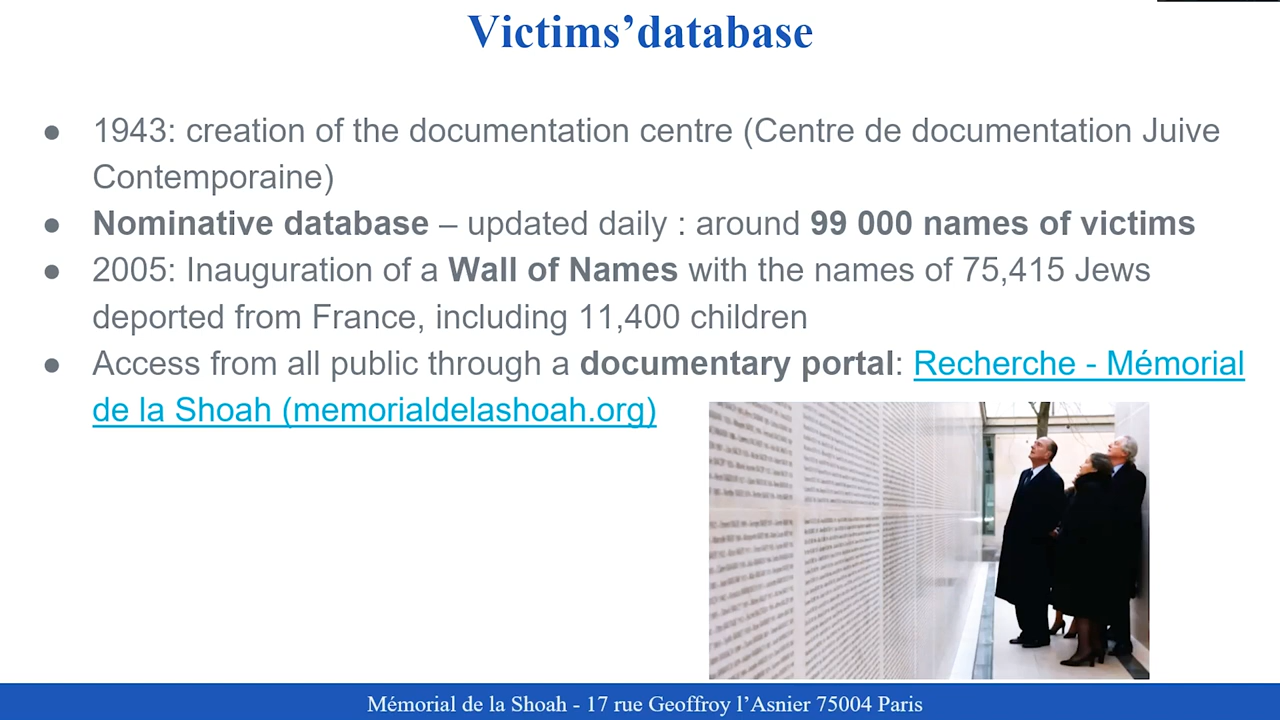 Victims’database
● 1943: creation of the documentation centre (Centre de documentation Juive
Contemporaine)
● Nominative database – updated daily : around 99 000 names of victims
● 2005: Inauguration of a Wall of Names with the names of 75,415 Jews
deported from France, including 11,400 children
● Access from all public through a documentary portal: Recherche - Mémorial
de la Shoah (memorialdelashoah.org)
Mémorial de la Shoah - 17 rue Geoffroy l’Asnier 75004 Paris